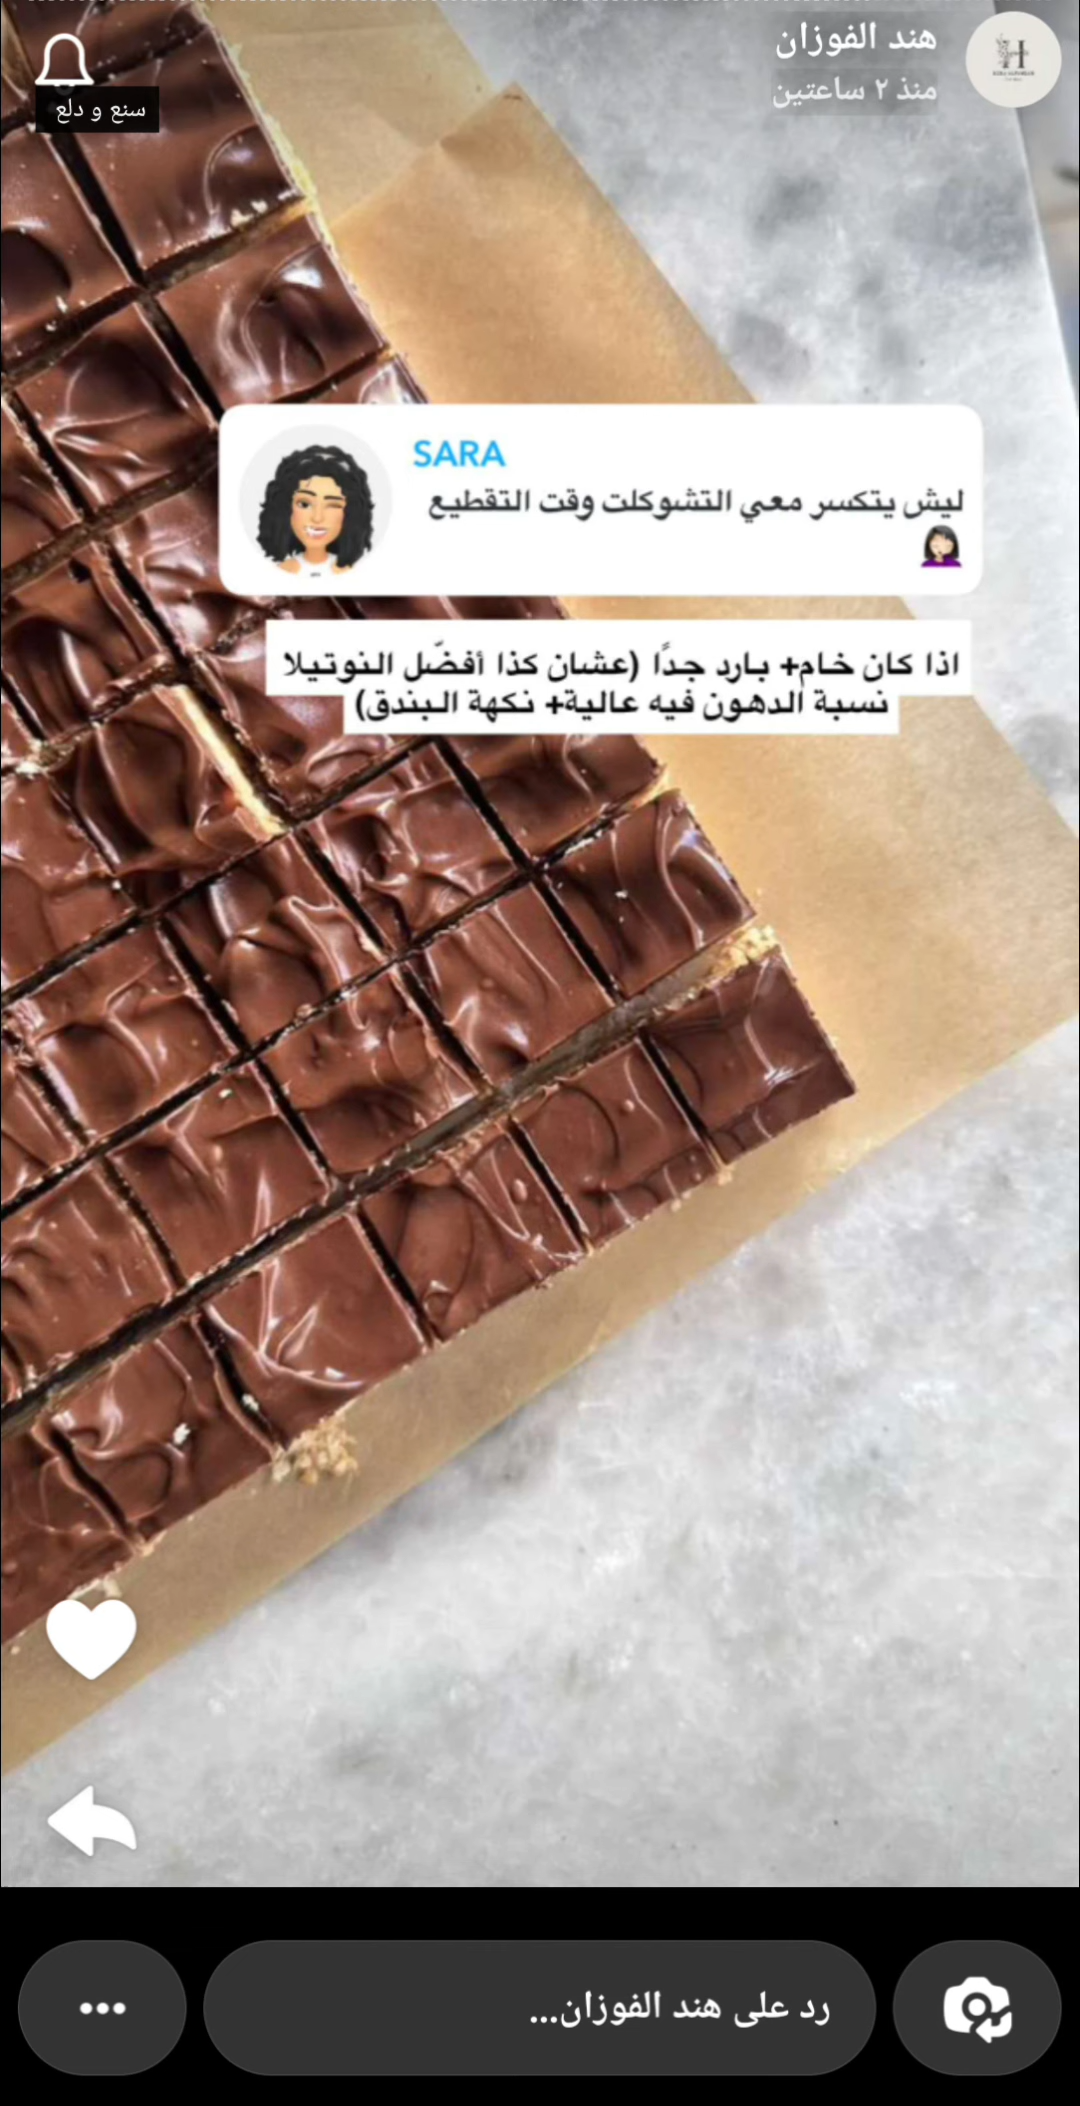 هند الفوزان
منذ ٢ ساعتين
سنع و دلع
SARA
ليش يتكسر معي التشوكلت وقت التقطيع
🤦🏻‍♀️
اذا كان خام+ بارد جدًا (عشان كذا أفضّل النوتيلا
نسبة الدهون فيه عالية+ نكهة البندق)
رد على هند الفوزان...